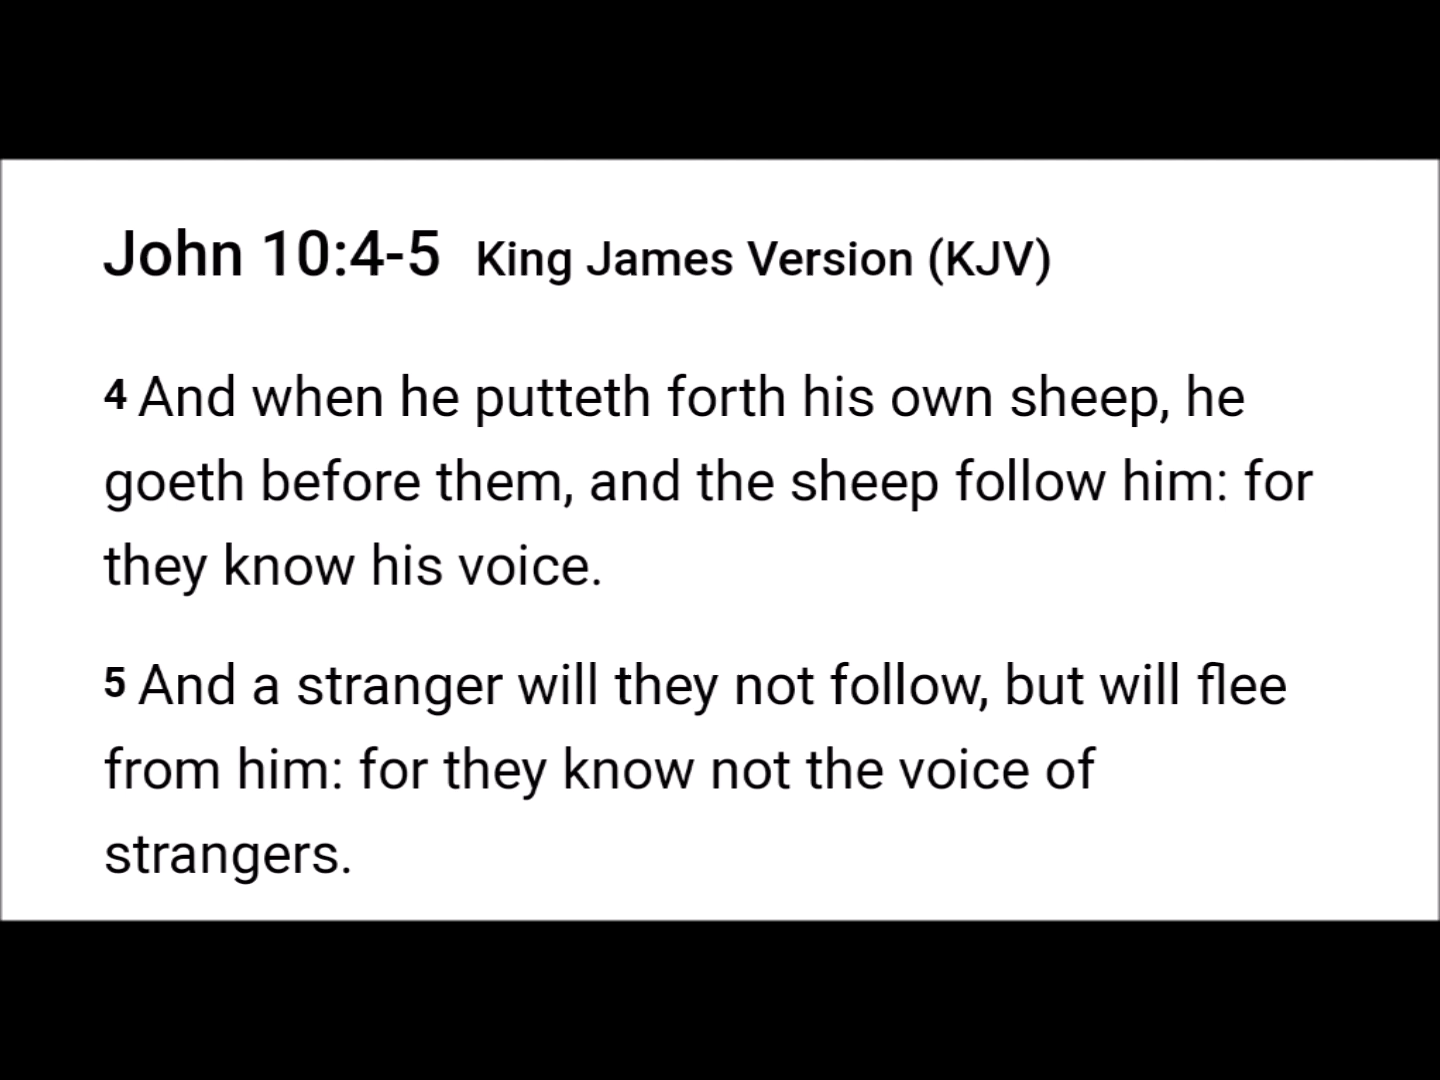 John 10:4-5 King James Version (KJV)
4 And when he putteth forth his own sheep, he
goeth before them, and the sheep follow him: for
they know his voice.
5 And a stranger will they not follow, but will flee
from him: for they know not the voice of
strangers.